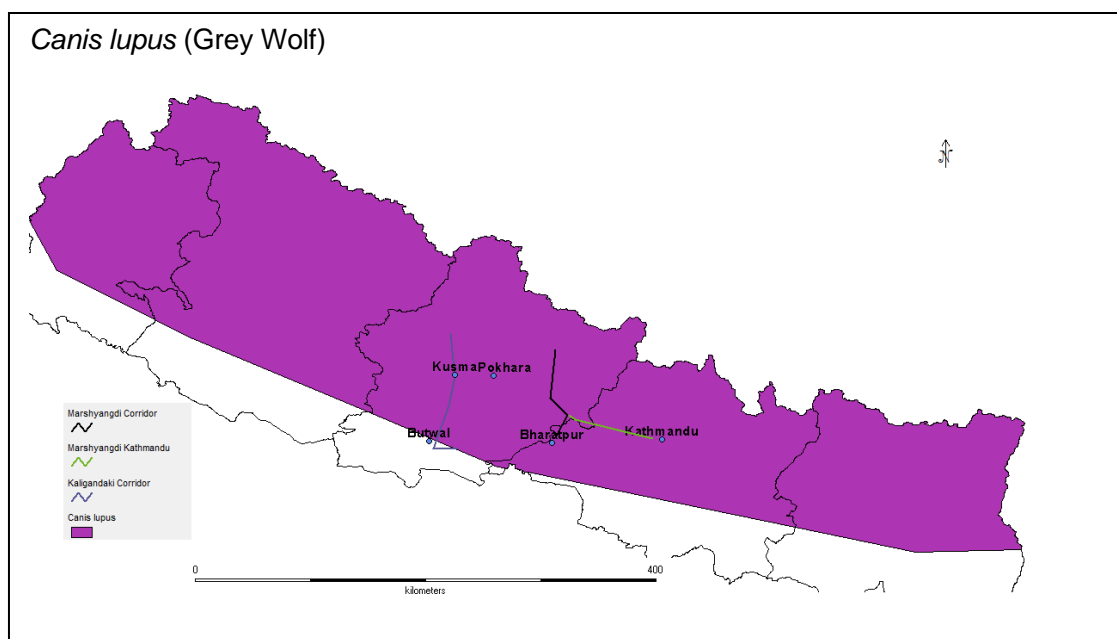 Canis lupus (Grey Wolf)
N
Kusma Pokhara
Butwal
Bharatpur
Kathmandu
Marshyangdi Corridor
Marshyangdi Kathmandu
Kaligandaki Corridor
Canis lupus
0 400
kilometers